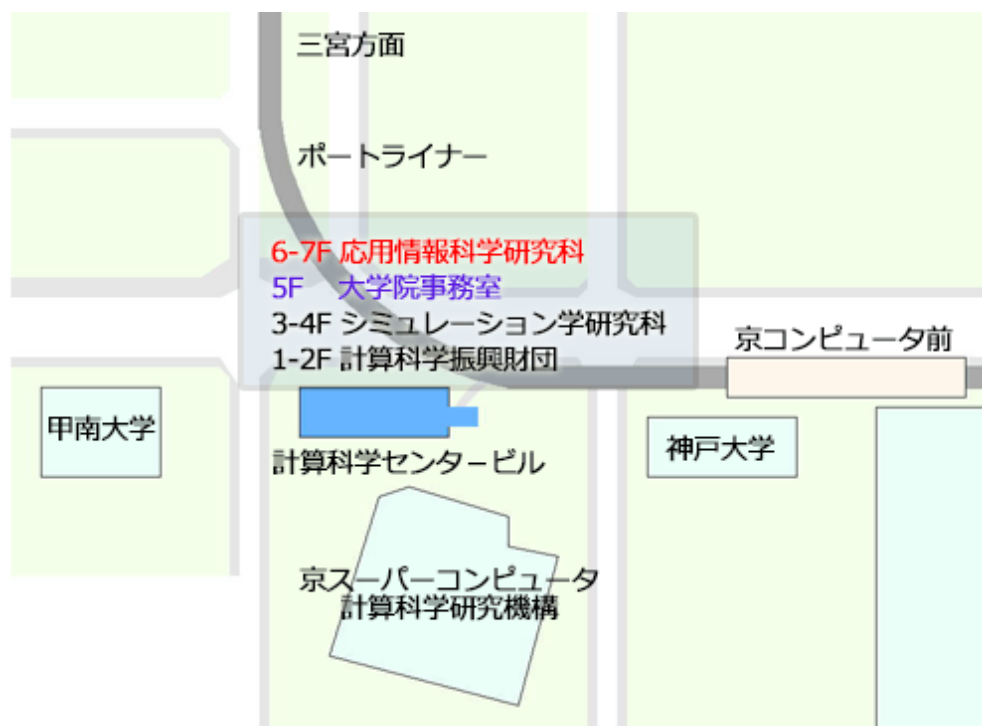 三宮方面
ポートライナー
6-7F 応用情報科学研究科
5F 大学院事務室
3-4F シミュレーション学研究科
1-2F 計算科学振興財団
京コンピュータ前
甲南大学
神戸大学
計算科学センタービル
京スーパーコンピュータ
計算科学研究機構